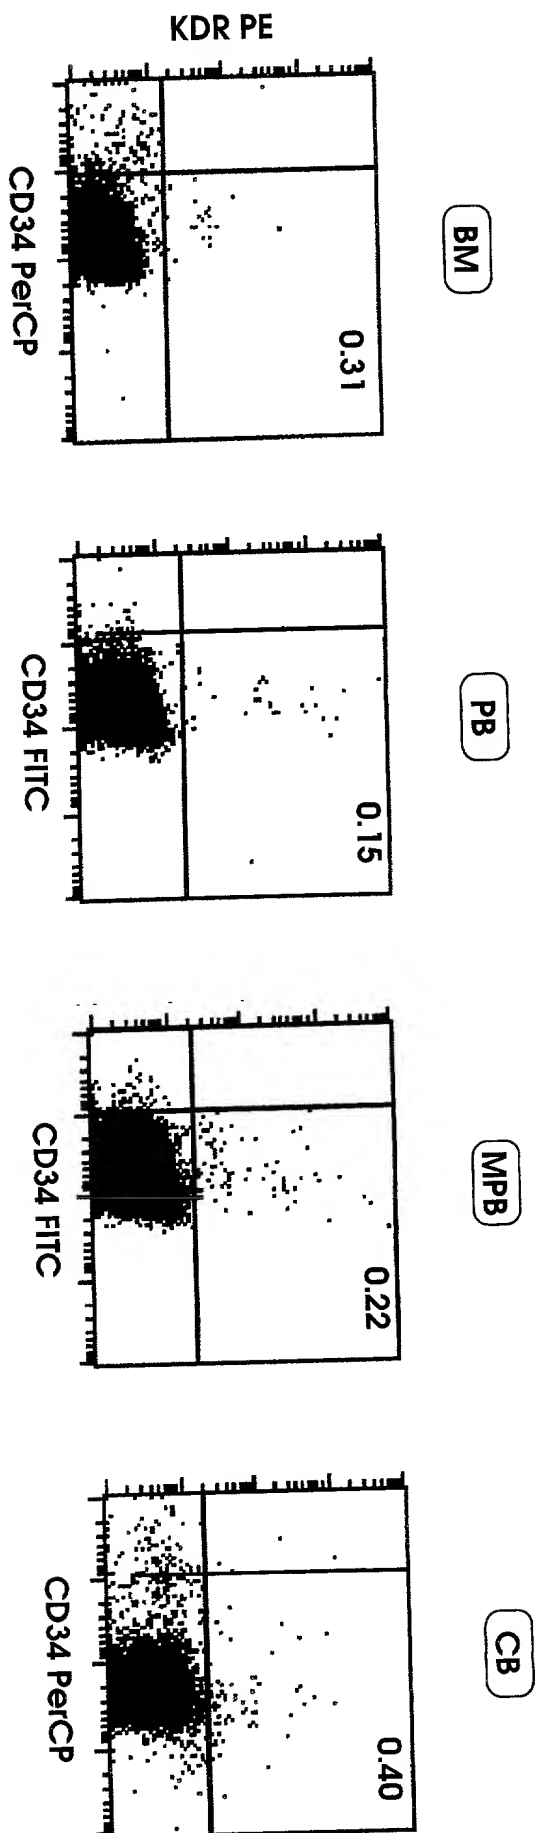 BM
PB
MPB
CB
KDR PE
0.31
0.15
0.22
0.40
CD34 PerCP
CD34 FITC
CD34 FITC
CD34 PerCP